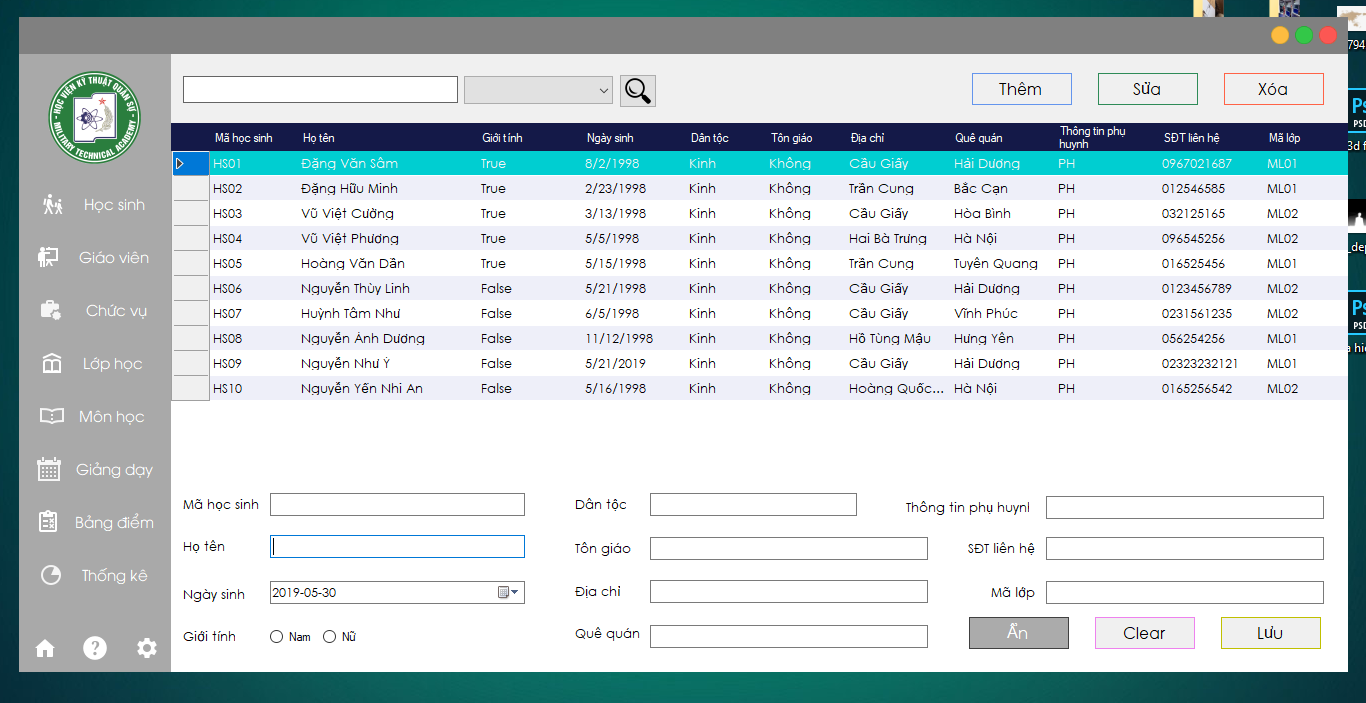 HỌC VIỆN KỸ THUẬT QUÂN SỰ
MILITARY TECHNICAL ACADEMY
Thêm
Sửa
Xóa
Mã học sinh Họ tên Giới tính Ngày sinh Dân tộc Tôn giáo Địa chỉ Quê quán Thông tin phụ huynh SĐT liên hệ Mã lớp
HS01 Đặng Văn Sâm True 8/2/1998 Kinh Không Cầu Giấy Hải Dương PH 0967021687 ML01
HS02 Đặng Hữu Minh True 2/23/1998 Kinh Không Trần Cung Bắc Cạn PH 012546585 ML01
HS03 Vũ Việt Cường True 3/13/1998 Kinh Không Cầu Giấy Hòa Bình PH 032125165 ML02
HS04 Vũ Việt Phương True 5/5/1998 Kinh Không Hai Bà Trưng Hà Nội PH 096545256 ML02
HS05 Hoàng Văn Dần True 5/15/1998 Kinh Không Trần Cung Tuyên Quang PH 016525456 ML01
HS06 Nguyễn Thùy Linh False 5/21/1998 Kinh Không Cầu Giấy Hải Dương PH 0123456789 ML02
HS07 Huỳnh Tâm Như False 6/5/1998 Kinh Không Cầu Giấy Vĩnh Phúc PH 0231561235 ML02
HS08 Nguyễn Ánh Dương False 11/12/1998 Kinh Không Hồ Tùng Mậu Hưng Yên PH 056254256 ML01
HS09 Nguyễn Như Ý False 5/21/2019 Kinh Không Cầu Giấy Hải Dương PH 02323232121 ML01
HS10 Nguyễn Yến Nhi An False 5/16/1998 Kinh Không Hoàng Quốc... Hà Nội PH 0165256542 ML02
Học sinh
Giáo viên
Chức vụ
Lớp học
Môn học
Giảng dạy
Bảng điểm
Thống kê
Mã học sinh
Dân tộc
Thông tin phụ huynl
Họ tên
Tôn giáo
SĐT liên hệ
Ngày sinh 2019-05-30
Địa chỉ
Mã lớp
Giới tính Nam Nữ
Quê quán
Ẩn
Clear
Lưu
794
Ps
PSD
3d f
_dep
Ps
PSD
a hi